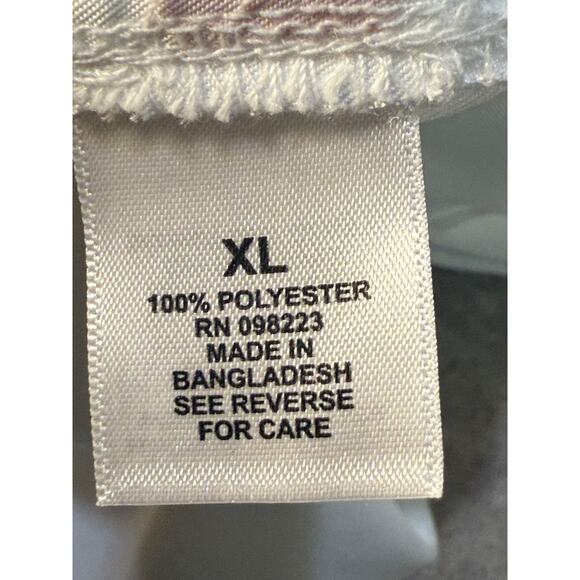 XL
100% POLYESTER
RN 098223
MADE IN
BANGLADESH
SEE REVERSE
FOR CARE